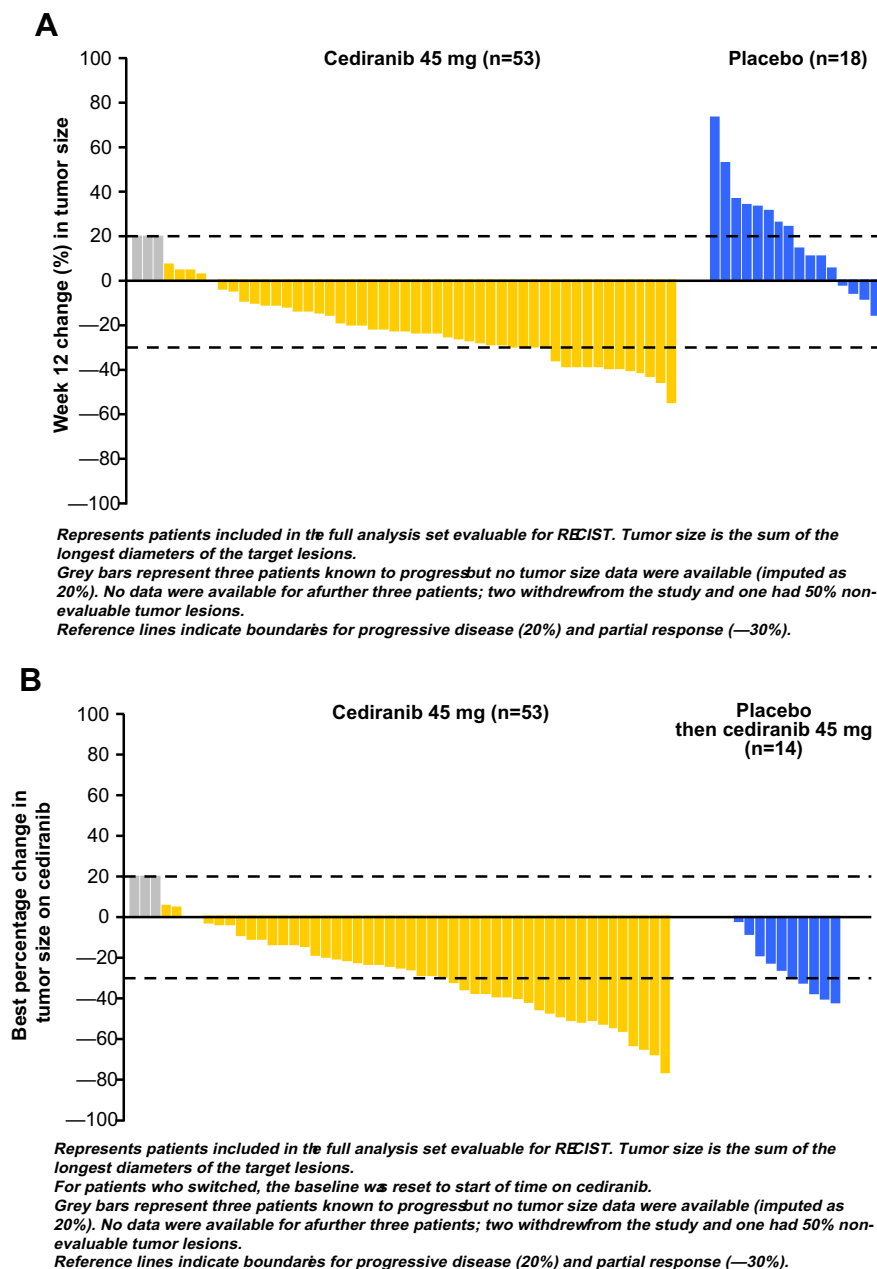 A
Cediranib 45 mg (n=53)
Placebo (n=18)
Week 12 change (%) in tumor size
100
80
60
40
20
0
—20
—40
—60
—80
—100
Represents patients included in the full analysis set evaluable for RECIST. Tumor size is the sum of the
longest diameters of the target lesions.
Grey bars represent three patients known to progress but no tumor size data were available (imputed as
20%). No data were available for a further three patients; two withdrew from the study and one had 50% non-
evaluable tumor lesions.
Reference lines indicate boundaries for progressive disease (20%) and partial response (—30%).
B
Cediranib 45 mg (n=53)
Placebo
then cediranib 45 mg
(n=14)
Best percentage change in
tumor size on cediranib
100
80
60
40
20
0
—20
—40
—60
—80
—100
Represents patients included in the full analysis set evaluable for RECIST. Tumor size is the sum of the
longest diameters of the target lesions.
For patients who switched, the baseline was reset to start of time on cediranib.
Grey bars represent three patients known to progress but no tumor size data were available (imputed as
20%). No data were available for a further three patients; two withdrew from the study and one had 50% non-
evaluable tumor lesions.
Reference lines indicate boundaries for progressive disease (20%) and partial response (—30%).